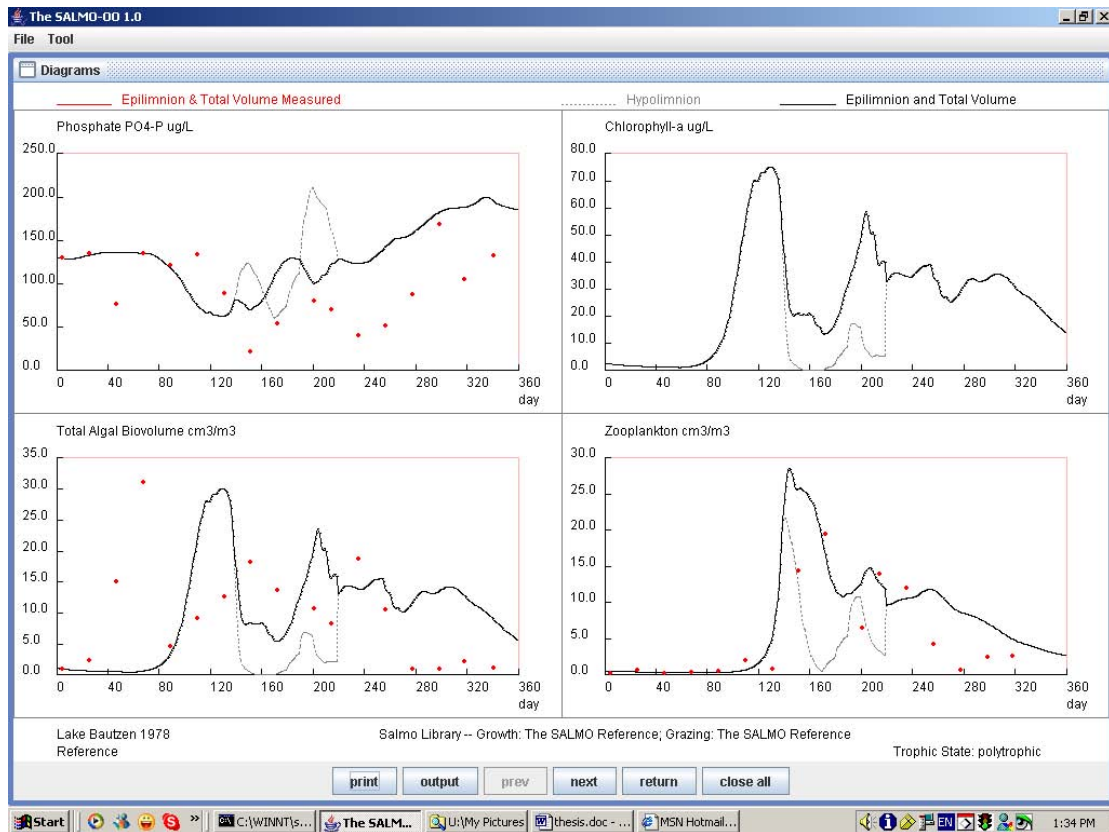 The SALMO-OO 1.0
File Tool
Diagrams
Epilimnion & Total Volume Measured Hypolimnion Epilimnion and Total Volume
Phosphate PO4-P ug/L
250.0
200.0
150.0
100.0
50.0
0.0
0 40 80 120 160 200 240 280 320 360
day
Chlorophyll-a ug/L
80.0
70.0
60.0
50.0
40.0
30.0
20.0
10.0
0.0
0 40 80 120 160 200 240 280 320 360
day
Total Algal Biovolume cm3/m3
35.0
30.0
25.0
20.0
15.0
10.0
5.0
0.0
0 40 80 120 160 200 240 280 320 360
day
Zooplankton cm3/m3
30.0
25.0
20.0
15.0
10.0
5.0
0.0
0 40 80 120 160 200 240 280 320 360
day
Lake Bautzen 1978 Salmo Library -- Growth: The SALMO Reference; Grazing: The SALMO Reference
Reference Trophic State: polytrophic
print output prev next return close all
Start » C:\WINNT\s... The SALM... U:\My Pictures thesis.doc - ... MSN Hotmail... EN 1:34 PM